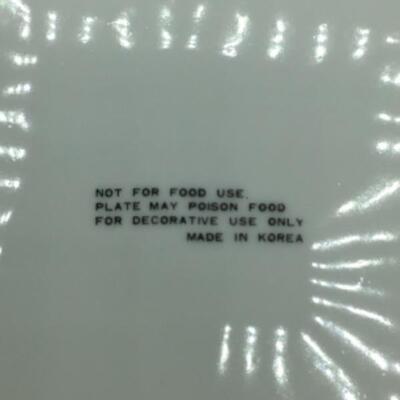 NOT FOR FOOD USE.
PLATE MAY POISON FOOD
FOR DECORATIVE USE ONLY
MADE IN KOREA